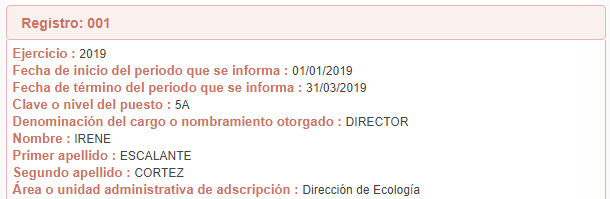 Registro: 001
Ejercicio : 2019
Fecha de inicio del periodo que se informa : 01/01/2019
Fecha de término del periodo que se informa : 31/03/2019
Clave o nivel del puesto : 5A
Denominación del cargo o nombramiento otorgado : DIRECTOR
Nombre : IRENE
Primer apellido : ESCALANTE
Segundo apellido : CORTEZ
Área o unidad administrativa de adscripción : Dirección de Ecología